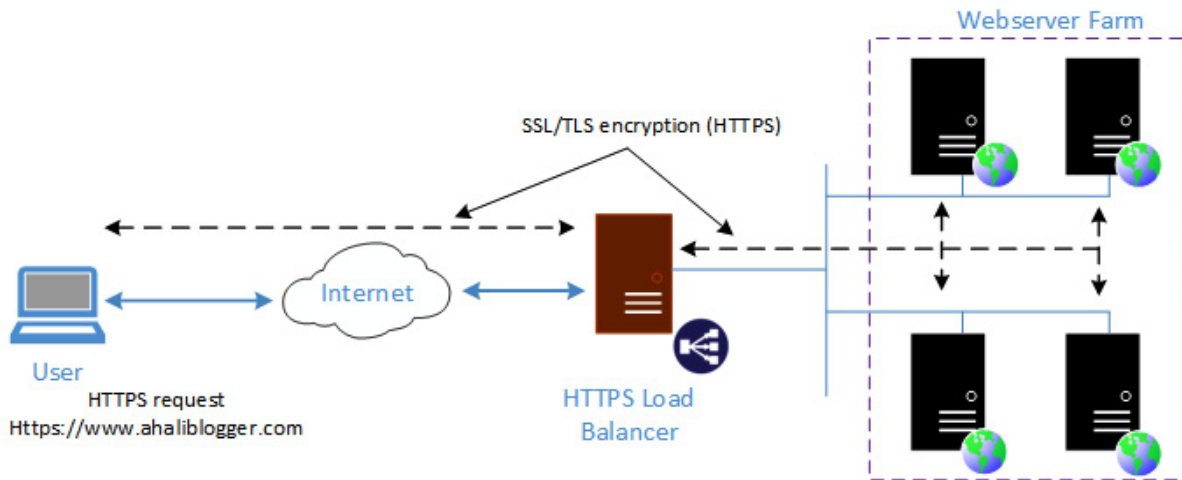 Webserver Farm
SSL/TLS encryption (HTTPS)
Internet
User
HTTPS request
Https://www.ahaliblogger.com
HTTPS Load
Balancer